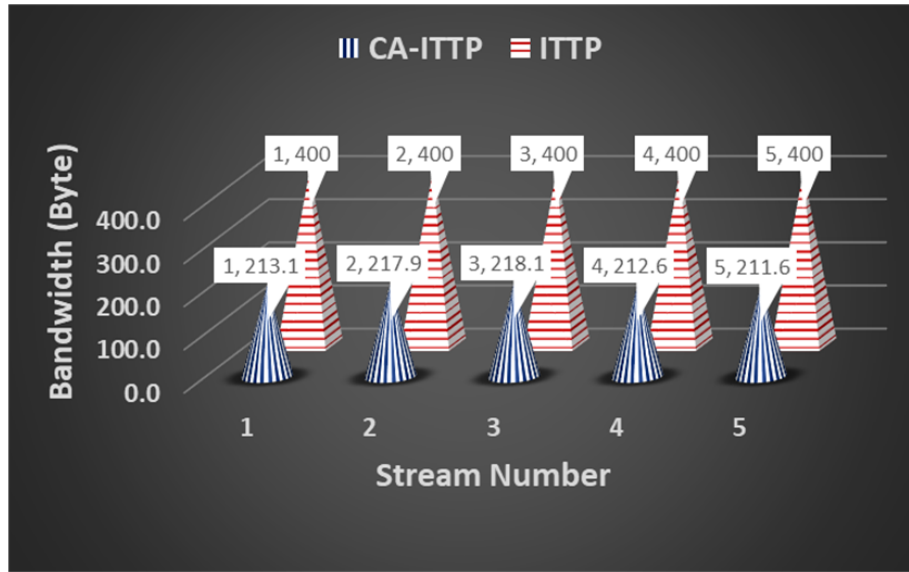 CA-ITTP ITTP
Bandwidth (Byte)
400.0
300.0
200.0
100.0
0.0
1, 400 2, 400 3, 400 4, 400 5, 400
1, 213.1 2, 217.9 3, 218.1 4, 212.6 5, 211.6
1 2 3 4 5
Stream Number